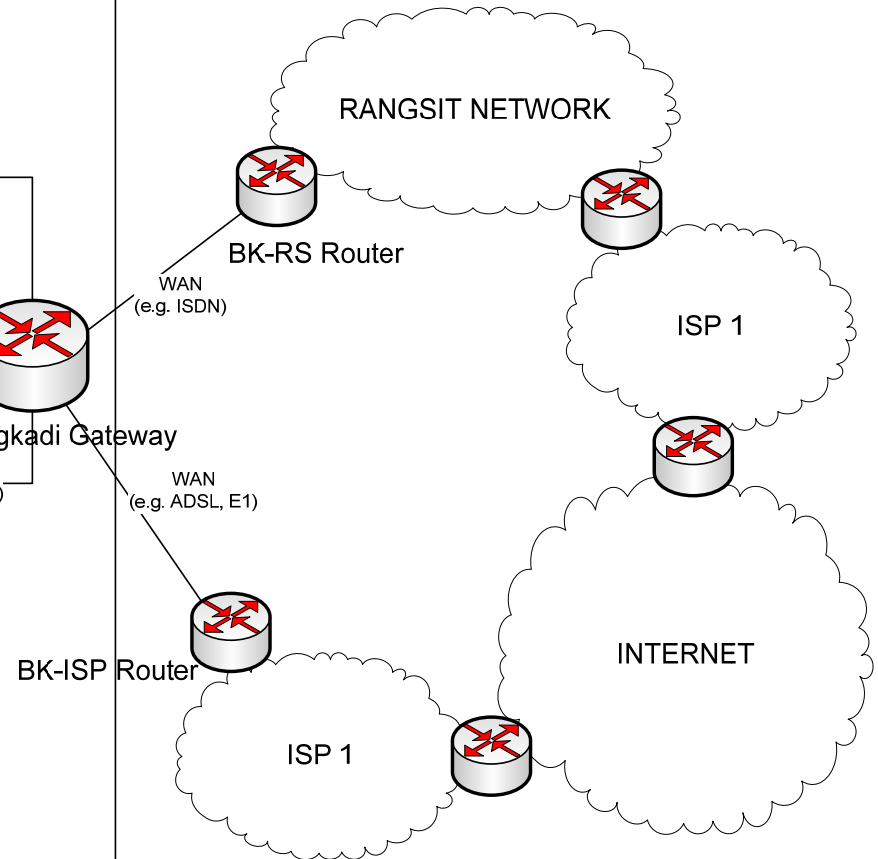 RANGSIT NETWORK
BK-RS Router
WAN
(e.g. ISDN)
ISP 1
gkadi Gateway
WAN
(e.g. ADSL, E1)
)
INTERNET
BK-ISP Router
ISP 1